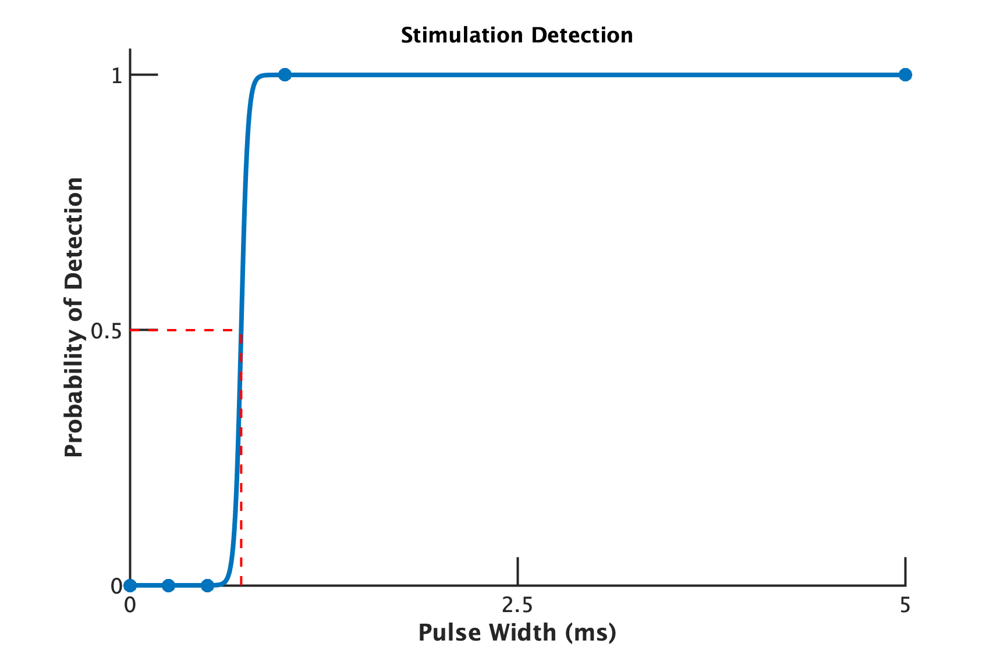 Stimulation Detection
Probability of Detection
1
0.5
0
0
2.5
5
Pulse Width (ms)